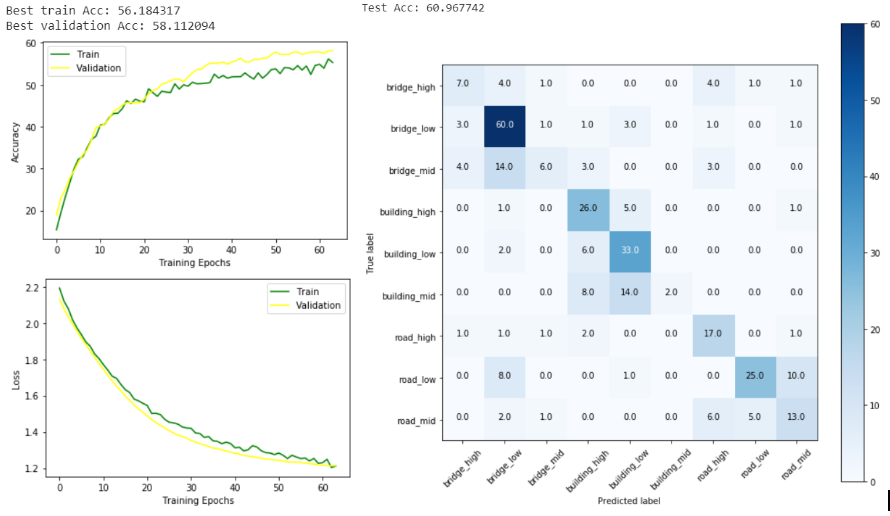 Best train Acc: 56.184317
Best validation Acc: 58.112094
Train
Validation
60
50
40
30
20
Accuracy
0 10 20 30 40 50 60
Training Epochs
Train
Validation
2.2
2.0
1.8
1.6
1.4
1.2
Loss
0 10 20 30 40 50 60
Training Epochs
Test Acc: 60.967742
True label
bridge_high 7.0 4.0 1.0 0.0 0.0 0.0 4.0 1.0 1.0
bridge_low 3.0 60.0 1.0 1.0 3.0 0.0 1.0 0.0 1.0
bridge_mid 4.0 14.0 6.0 3.0 0.0 0.0 3.0 0.0 0.0
building_high 0.0 1.0 0.0 26.0 5.0 0.0 0.0 0.0 1.0
building_low 0.0 2.0 0.0 6.0 33.0 0.0 0.0 0.0 0.0
building_mid 0.0 0.0 0.0 8.0 14.0 2.0 0.0 0.0 0.0
road_high 1.0 1.0 1.0 2.0 0.0 0.0 17.0 0.0 1.0
road_low 0.0 8.0 0.0 0.0 1.0 0.0 0.0 25.0 10.0
road_mid 0.0 2.0 1.0 0.0 0.0 0.0 6.0 5.0 13.0
bridge_high bridge_low bridge_mid building_high building_low building_mid road_high road_low road_mid
Predicted label
60
50
40
30
20
10
0